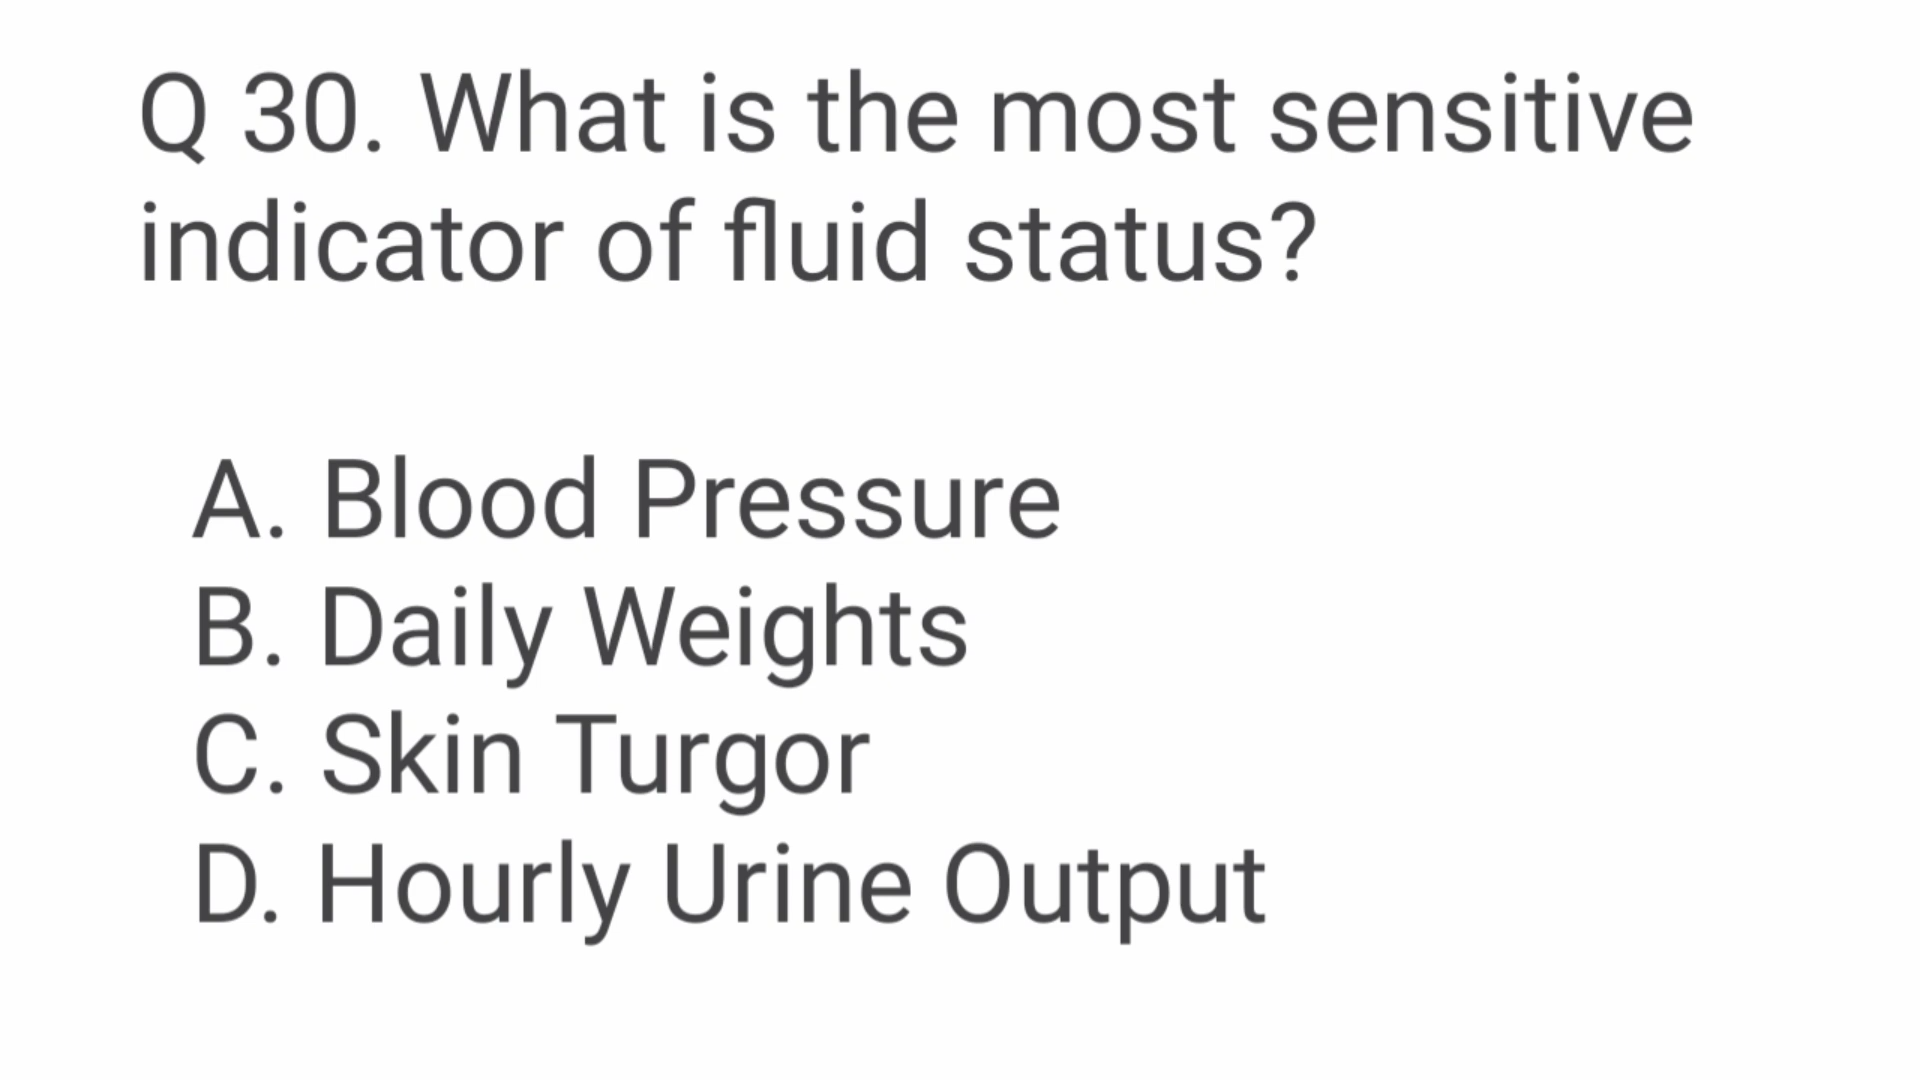 Q 30. What is the most sensitive
indicator of fluid status?
A. Blood Pressure
B. Daily Weights
C. Skin Turgor
D. Hourly Urine Output